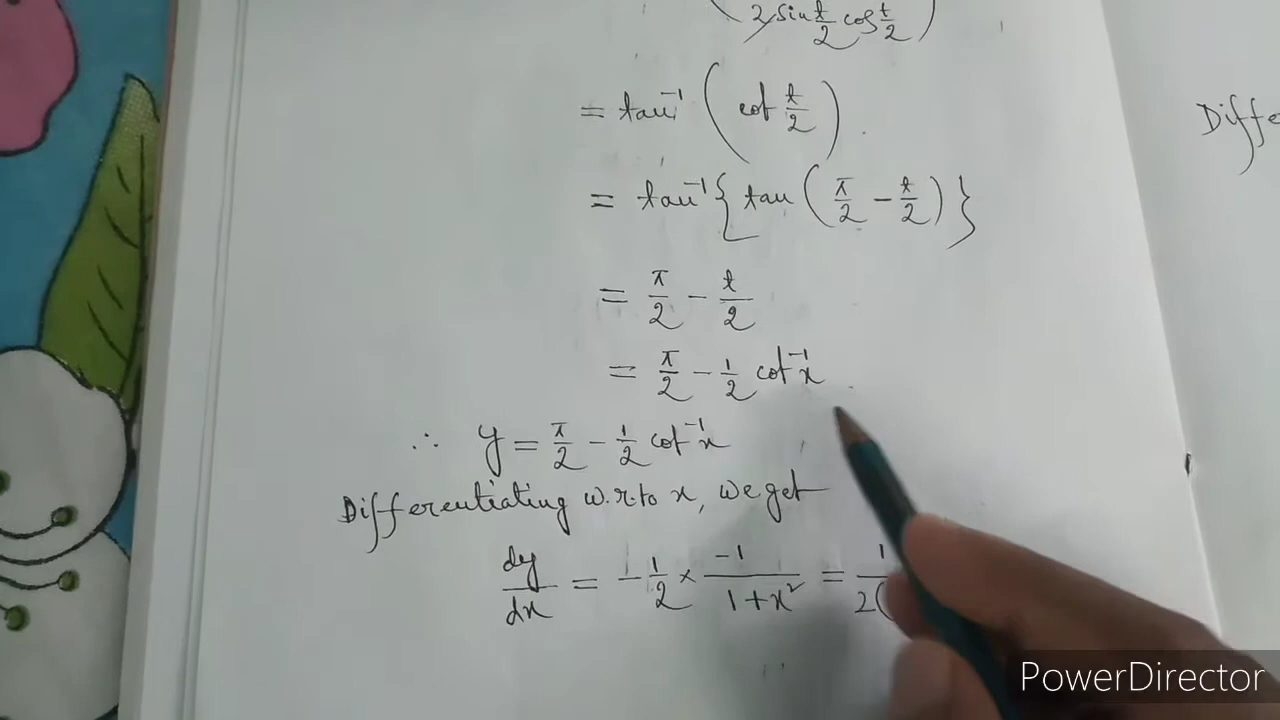 2 sin t/2 cos t/2 )
= tan⁻¹ ( cot t/2 ).
= tan⁻¹ { tan ( π/2 − t/2 ) }
= π/2 − t/2
= π/2 − 1/2 cot⁻¹x
∴ y = π/2 − 1/2 cot⁻¹x
Differentiating w.r.to x, we get
dy/dx = −1/2 × −1/1+x² = 1/2(
Diffe
PowerDirector